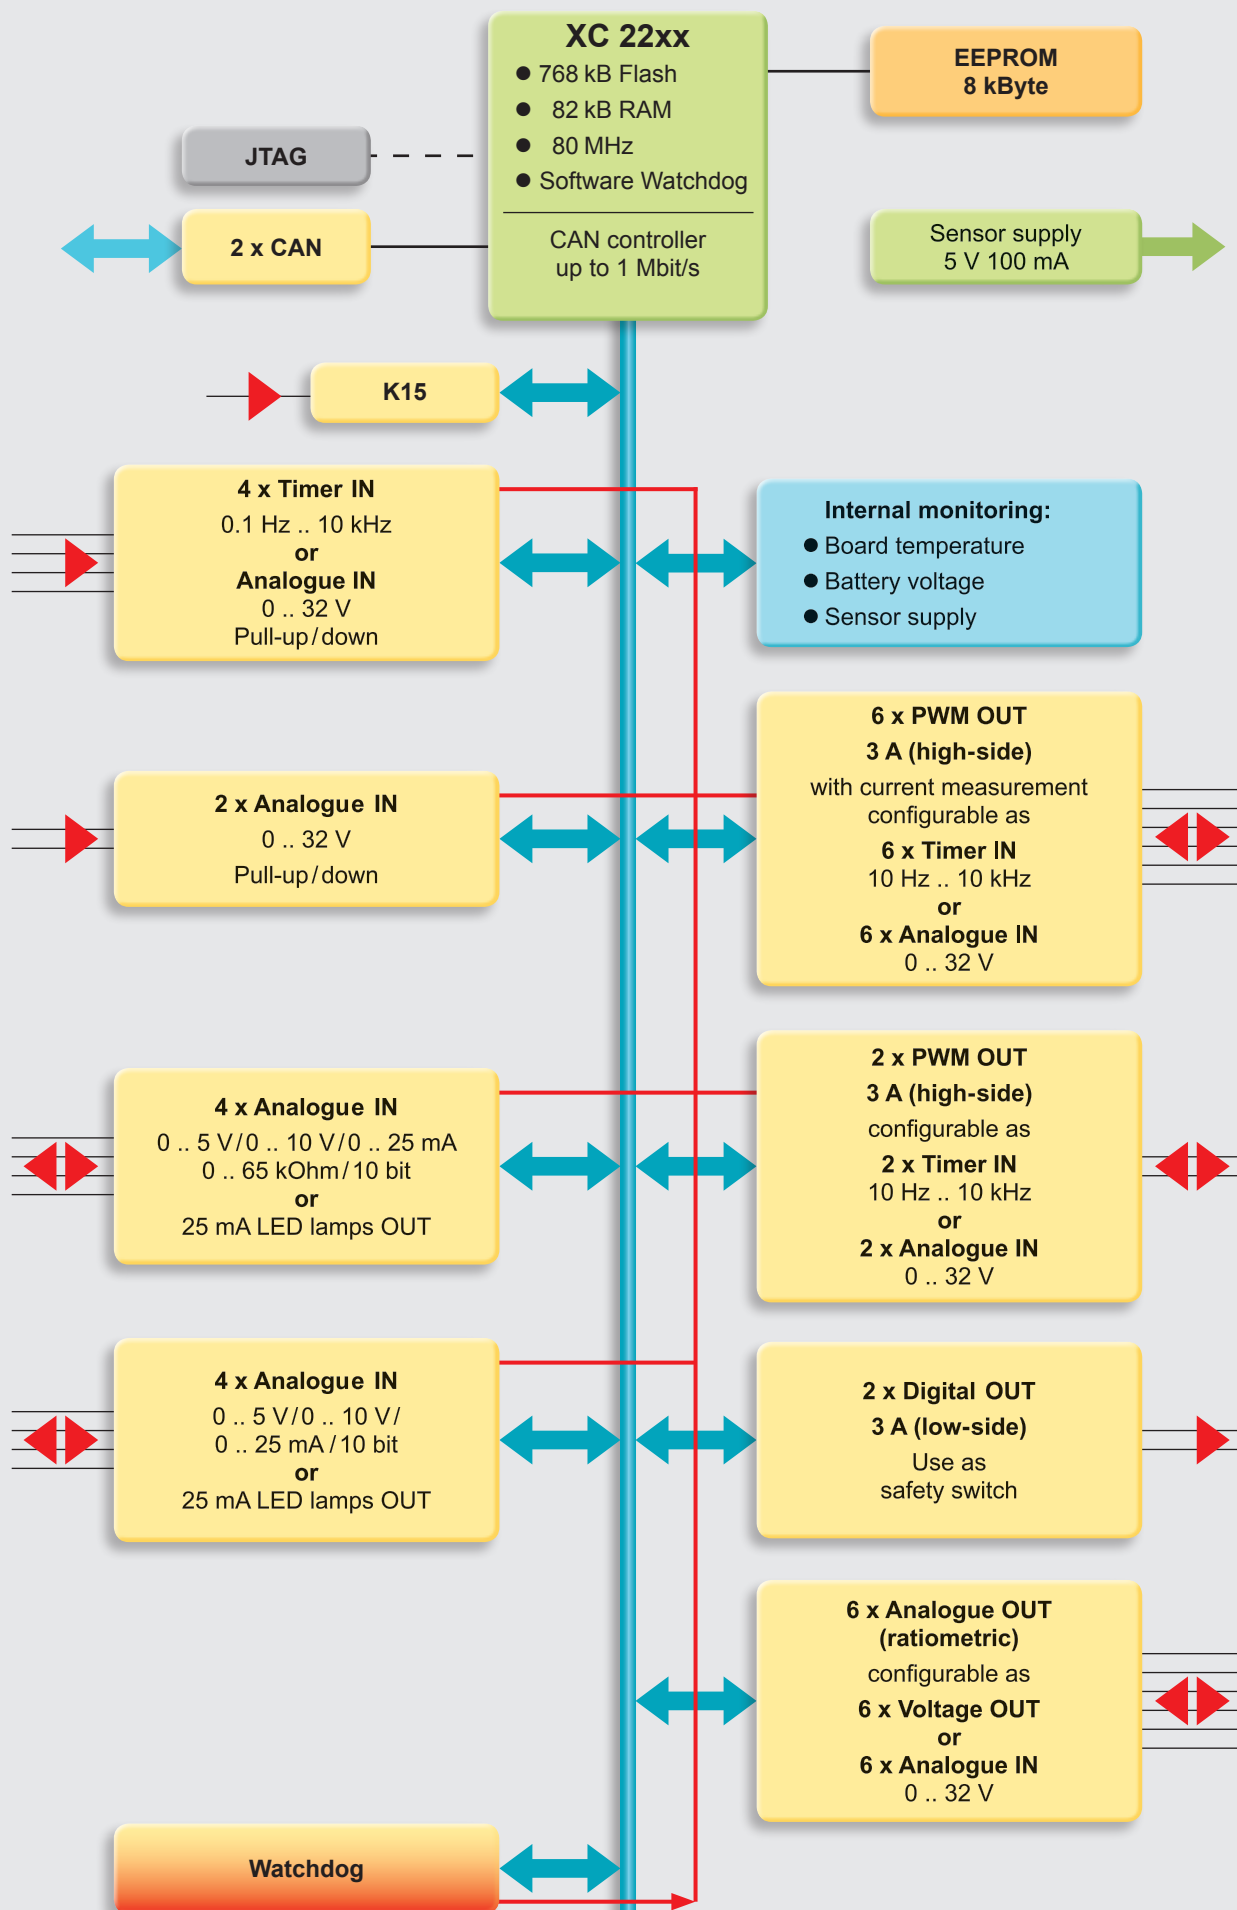 XC 22xx
● 768 kB Flash
● 82 kB RAM
● 80 MHz
● Software Watchdog
CAN controller
up to 1 Mbit/s
EEPROM
8 kByte
JTAG
2 x CAN
Sensor supply
5 V 100 mA
K15
4 x Timer IN
0.1 Hz .. 10 kHz
or
Analogue IN
0 .. 32 V
Pull-up/down
Internal monitoring:
● Board temperature
● Battery voltage
● Sensor supply
2 x Analogue IN
0 .. 32 V
Pull-up/down
6 x PWM OUT
3 A (high-side)
with current measurement
configurable as
6 x Timer IN
10 Hz .. 10 kHz
or
6 x Analogue IN
0 .. 32 V
4 x Analogue IN
0 .. 5 V/0 .. 10 V/0 .. 25 mA
0 .. 65 kOhm/10 bit
or
25 mA LED lamps OUT
2 x PWM OUT
3 A (high-side)
configurable as
2 x Timer IN
10 Hz .. 10 kHz
or
2 x Analogue IN
0 .. 32 V
4 x Analogue IN
0 .. 5 V/0 .. 10 V/
0 .. 25 mA/10 bit
or
25 mA LED lamps OUT
2 x Digital OUT
3 A (low-side)
Use as
safety switch
6 x Analogue OUT
(ratiometric)
configurable as
6 x Voltage OUT
or
6 x Analogue IN
0 .. 32 V
Watchdog